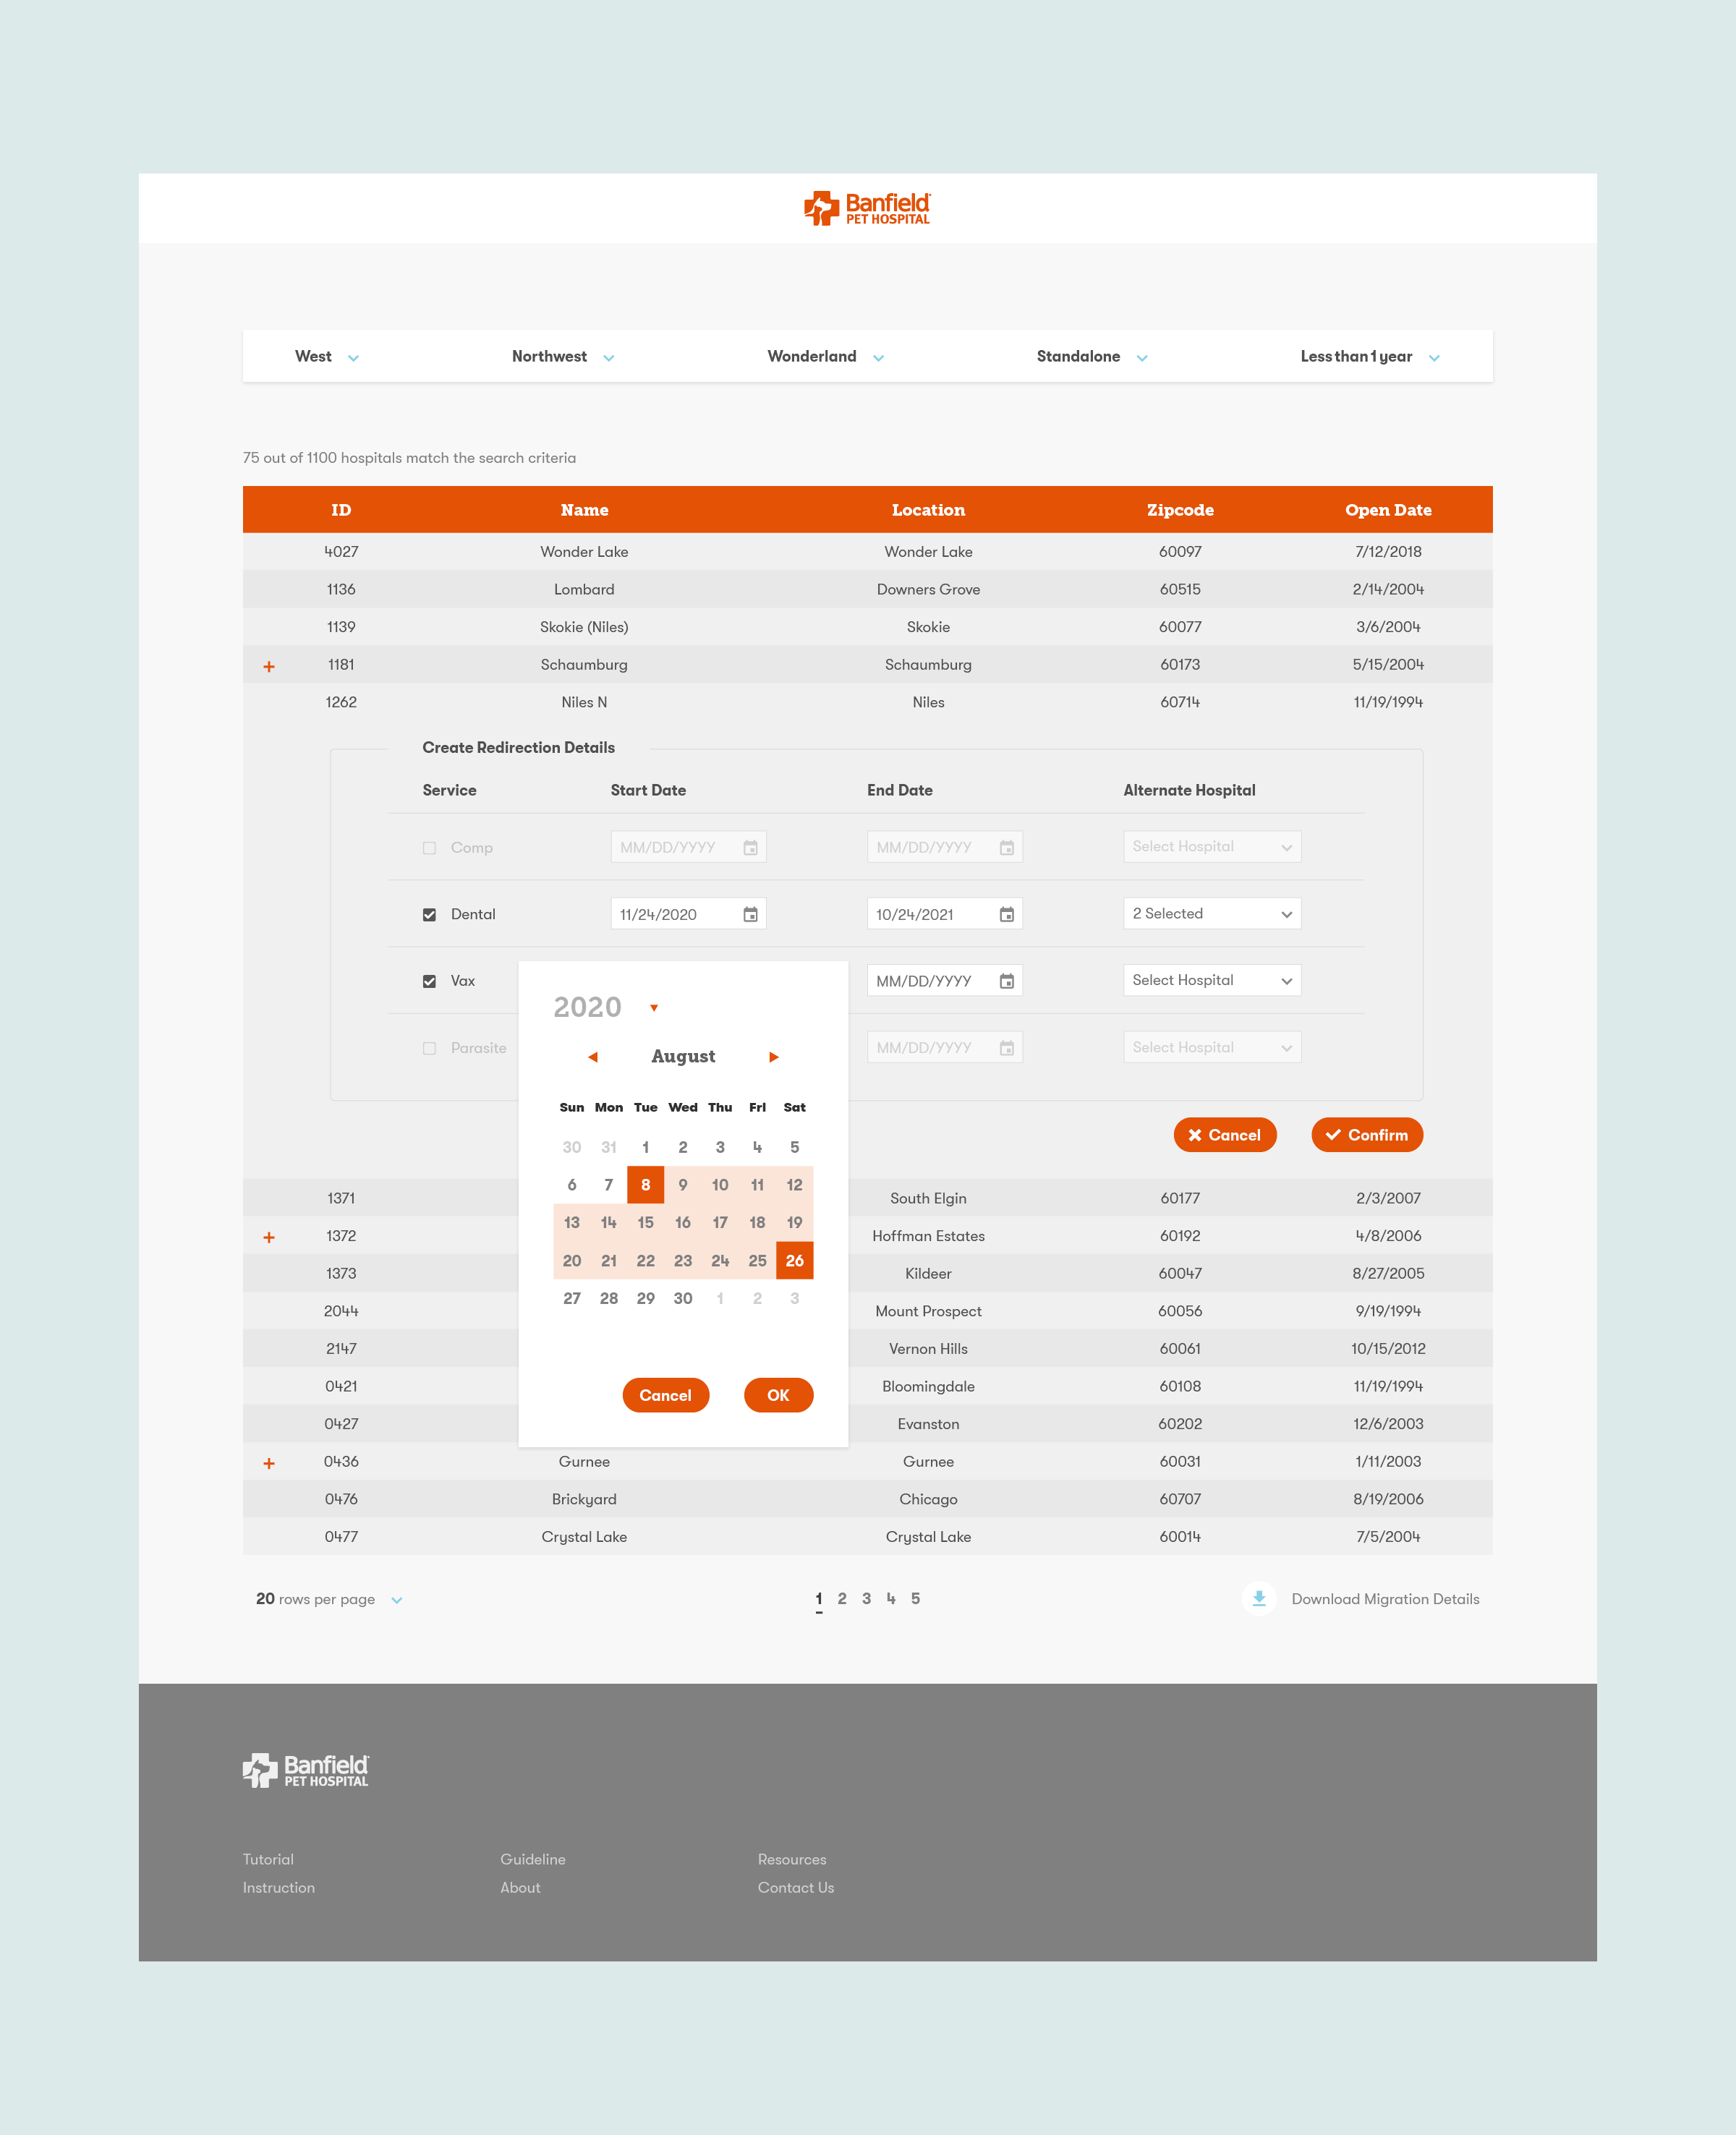 Banfield
PET HOSPITAL
West Northwest Wonderland Standalone Less than 1 year
75 out of 1100 hospitals match the search criteria
ID Name Location Zipcode Open Date
4027 Wonder Lake Wonder Lake 60097 7/12/2018
1136 Lombard Downers Grove 60515 2/14/2004
1139 Skokie (Niles) Skokie 60077 3/6/2004
+ 1181 Schaumburg Schaumburg 60173 5/15/2004
1262 Niles N Niles 60714 11/19/1994
Create Redirection Details
Service Start Date End Date Alternate Hospital
Comp MM/DD/YYYY MM/DD/YYYY Select Hospital
Dental 11/24/2020 10/24/2021 2 Selected
Vax MM/DD/YYYY Select Hospital
Parasite MM/DD/YYYY Select Hospital
Cancel Confirm
2020
August
Sun Mon Tue Wed Thu Fri Sat
30 31 1 2 3 4 5
6 7 8 9 10 11 12
13 14 15 16 17 18 19
20 21 22 23 24 25 26
27 28 29 30 1 2 3
Cancel OK
1371 South Elgin 60177 2/3/2007
+ 1372 Hoffman Estates 60192 4/8/2006
1373 Kildeer 60047 8/27/2005
2044 Mount Prospect 60056 9/19/1994
2147 Vernon Hills 60061 10/15/2012
0421 Bloomingdale 60108 11/19/1994
0427 Evanston 60202 12/6/2003
+ 0436 Gurnee Gurnee 60031 1/11/2003
0476 Brickyard Chicago 60707 8/19/2006
0477 Crystal Lake Crystal Lake 60014 7/5/2004
20 rows per page 1 2 3 4 5 Download Migration Details
Banfield
PET HOSPITAL
Tutorial Guideline Resources
Instruction About Contact Us